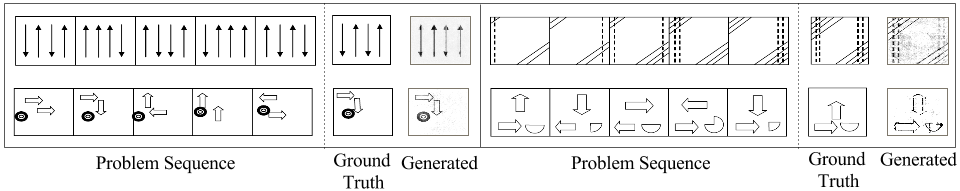 Problem Sequence
Ground Truth
Generated
Problem Sequence
Ground Truth
Generated